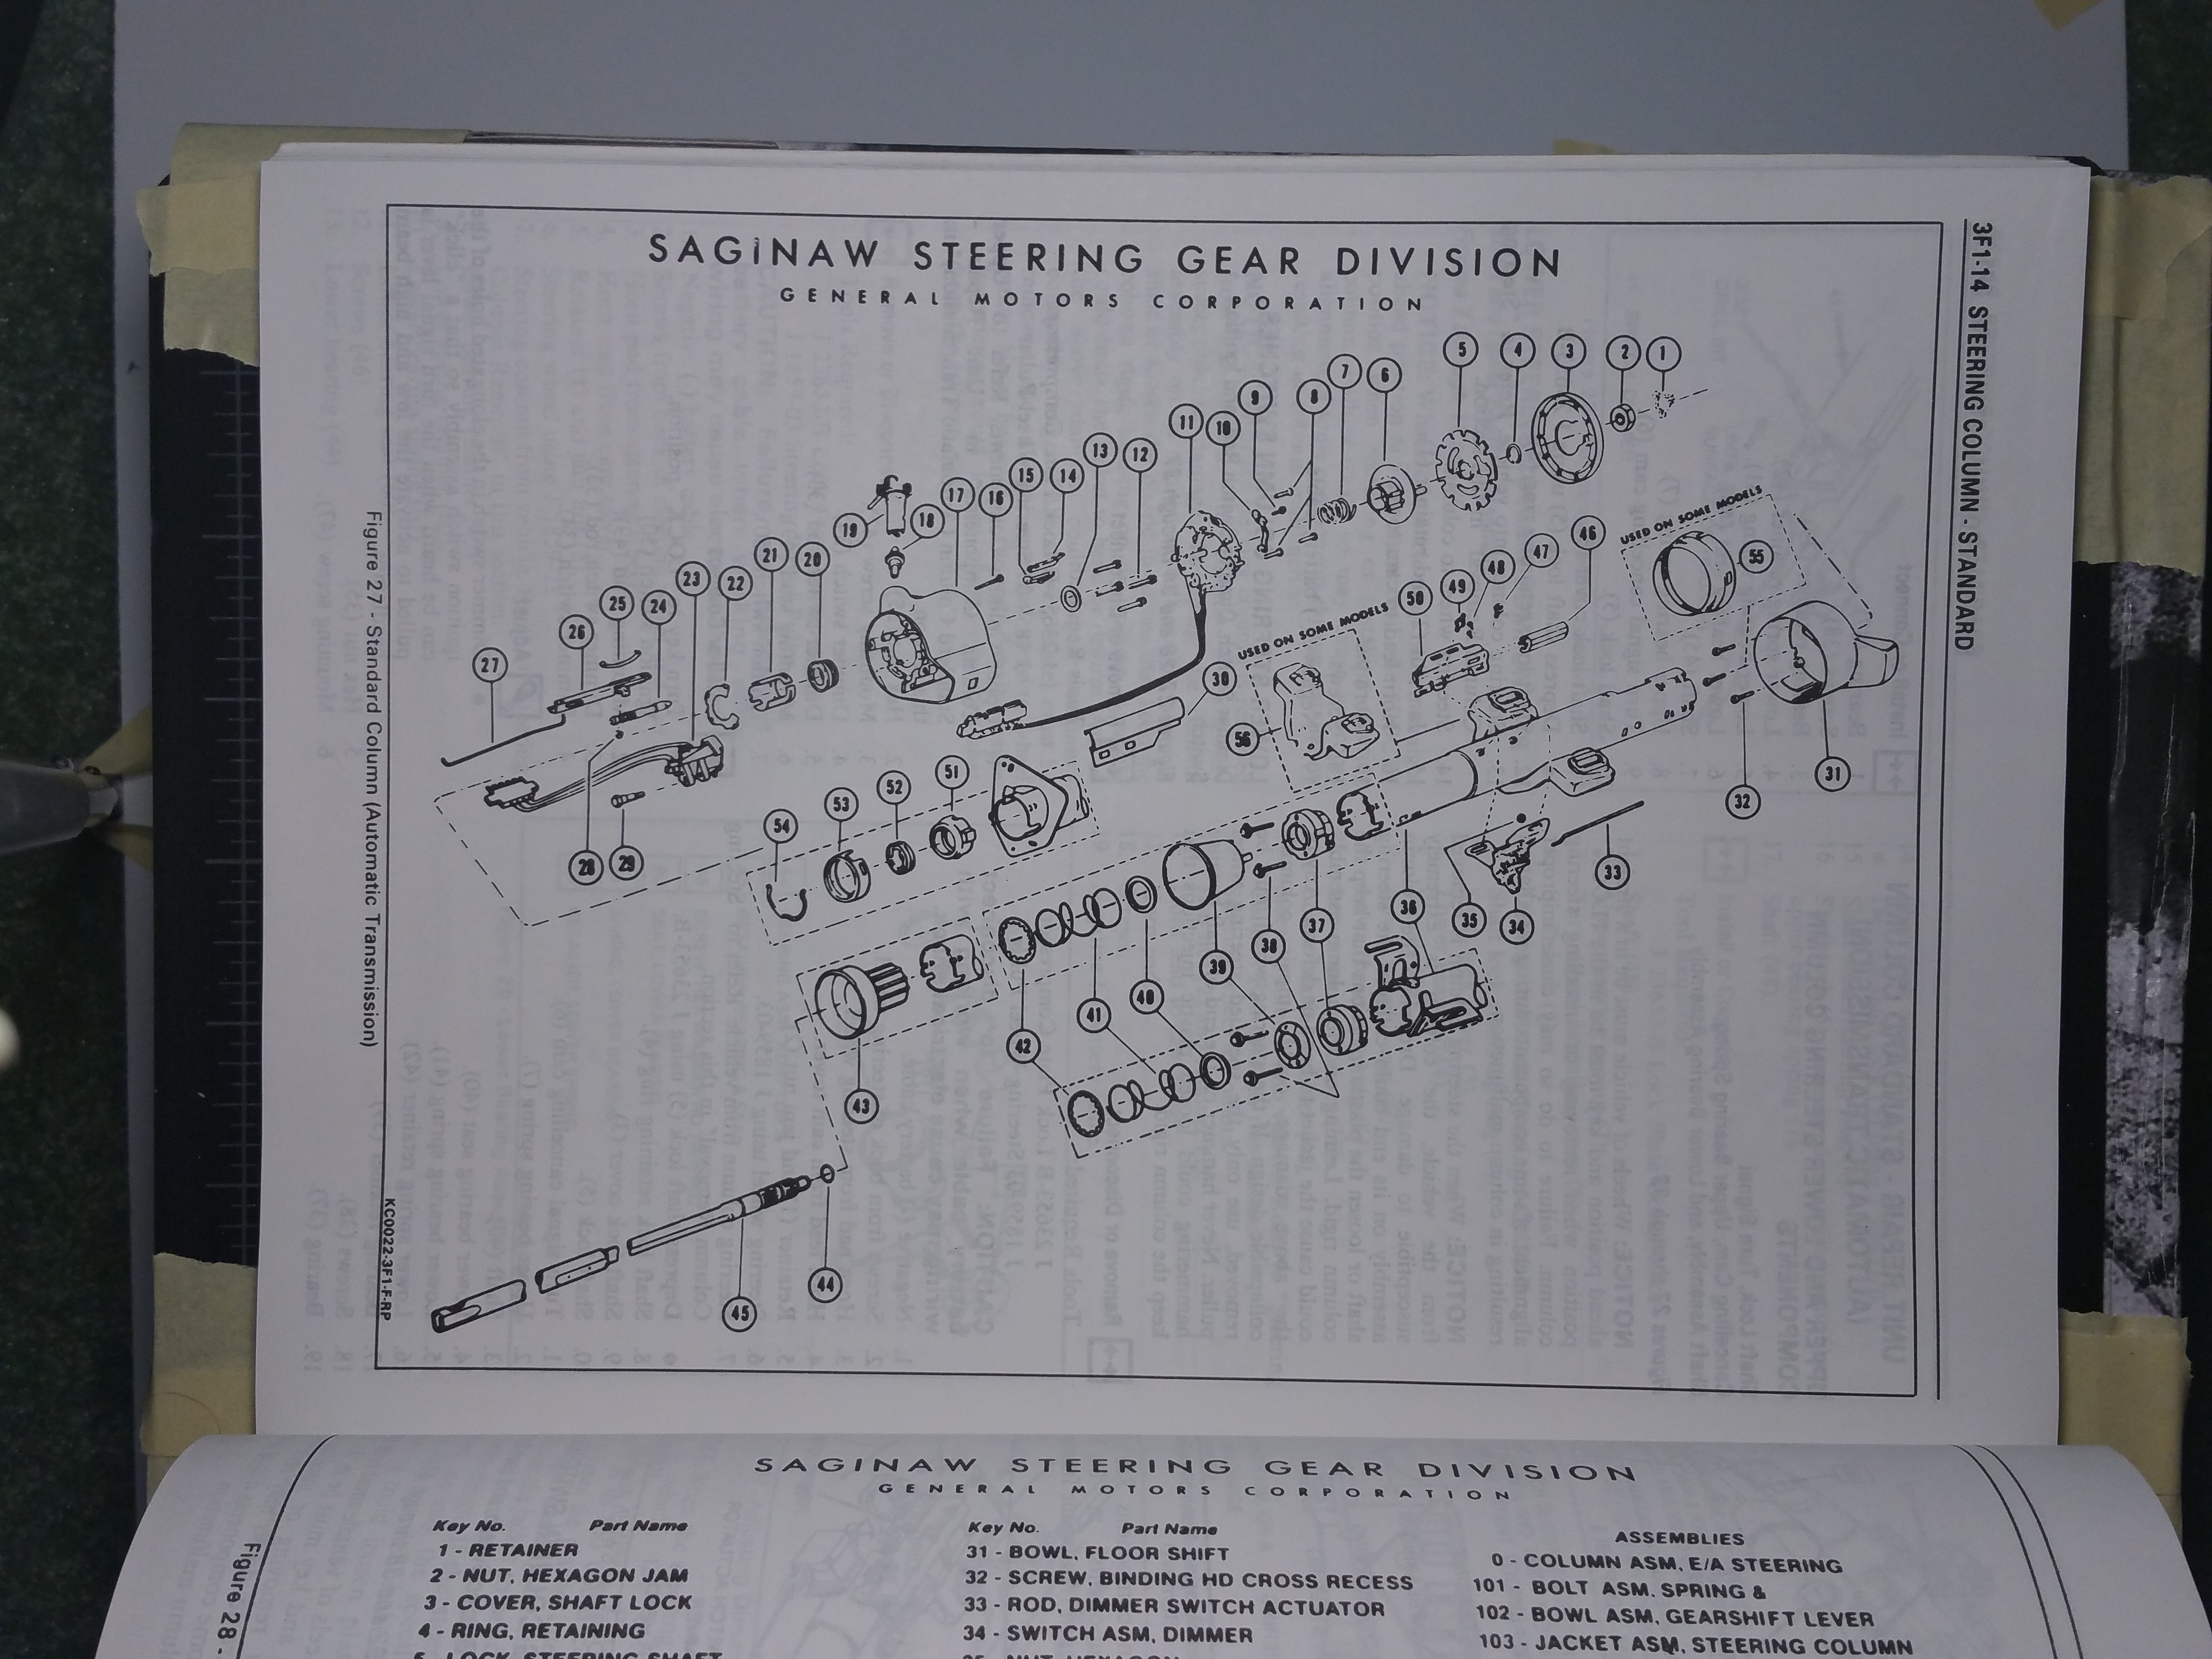 3F1-14 STEERING COLUMN - STANDARD
SAGINAW STEERING GEAR DIVISION
GENERAL MOTORS CORPORATION
1
2
3
4
5
6
7
8
9
10
11
12
13
14
15
16
17
18
19
20
21
22
23
24
25
26
27
28
29
30
USED ON SOME MODELS
55
46
47
48
49
50
USED ON SOME MODELS
56
31
32
33
34
35
36
37
38
39
40
41
42
51
52
53
54
43
44
45
KC0022-3F1-F-RP
Figure 27 - Standard Column (Automatic Transmission)
SAGINAW STEERING GEAR DIVISION
GENERAL MOTORS CORPORATION
Key No. Part Name
1 - RETAINER
2 - NUT, HEXAGON JAM
3 - COVER, SHAFT LOCK
4 - RING, RETAINING
5 - LOCK, STEERING SHAFT
Key No. Part Name
31 - BOWL, FLOOR SHIFT
32 - SCREW, BINDING HD CROSS RECESS
33 - ROD, DIMMER SWITCH ACTUATOR
34 - SWITCH ASM, DIMMER
35 - NUT, HEXAGON
ASSEMBLIES
0 - COLUMN ASM, E/A STEERING
101 - BOLT ASM, SPRING &
102 - BOWL ASM, GEARSHIFT LEVER
103 - JACKET ASM, STEERING COLUMN
Figure 28 -